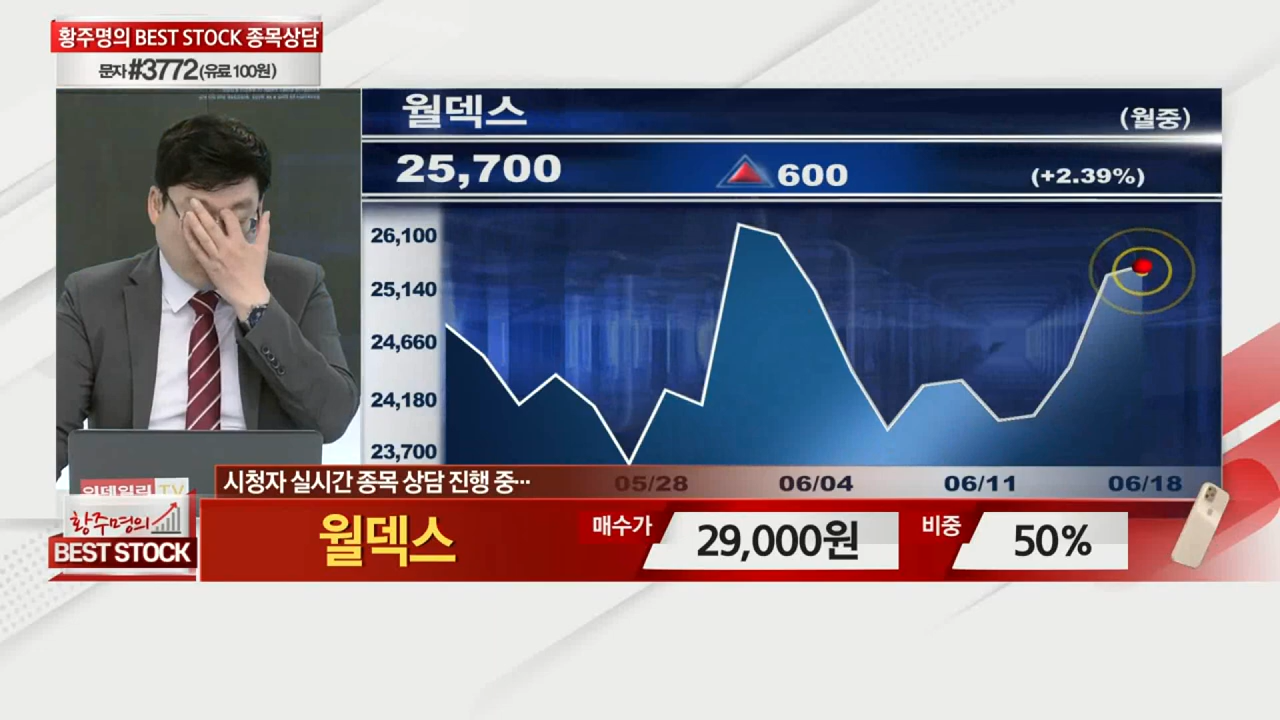 황주명의 BEST STOCK 종목상담
문자 #3772 (유료 100원)
월덱스
(월중)
25,700
600
(+2.39%)
26,100
25,140
24,660
24,180
23,700
05/28
06/04
06/11
06/18
시청자 실시간 종목 상담 진행 중...
TV
황주명의
BEST STOCK
월덱스
매수가
29,000원
비중
50%